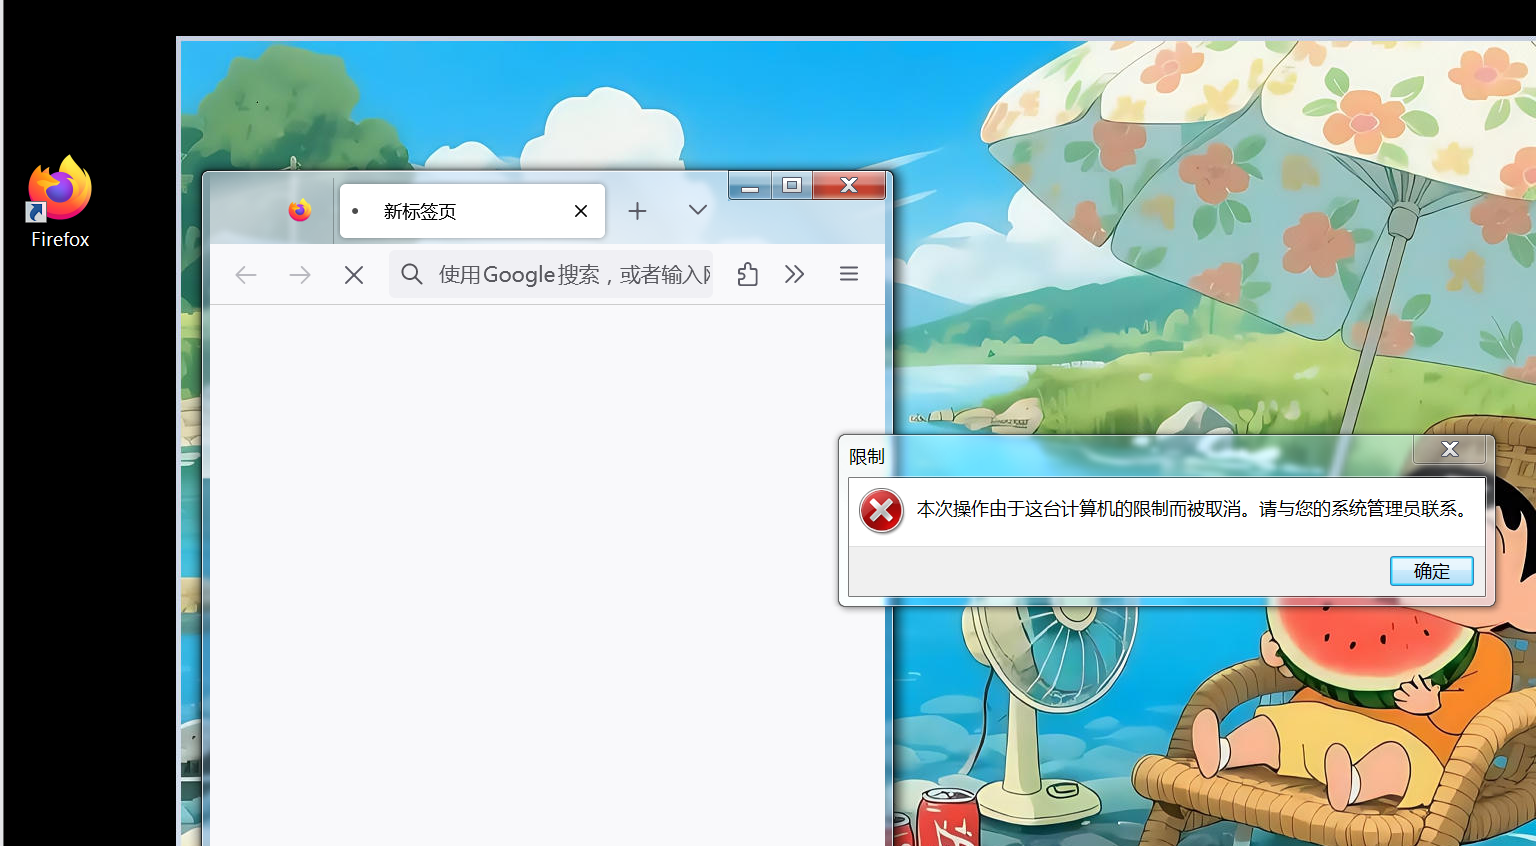 Firefox
新标签页
使用Google搜索，或者输入
限制
本次操作由于这台计算机的限制而被取消。请与您的系统管理员联系。
确定